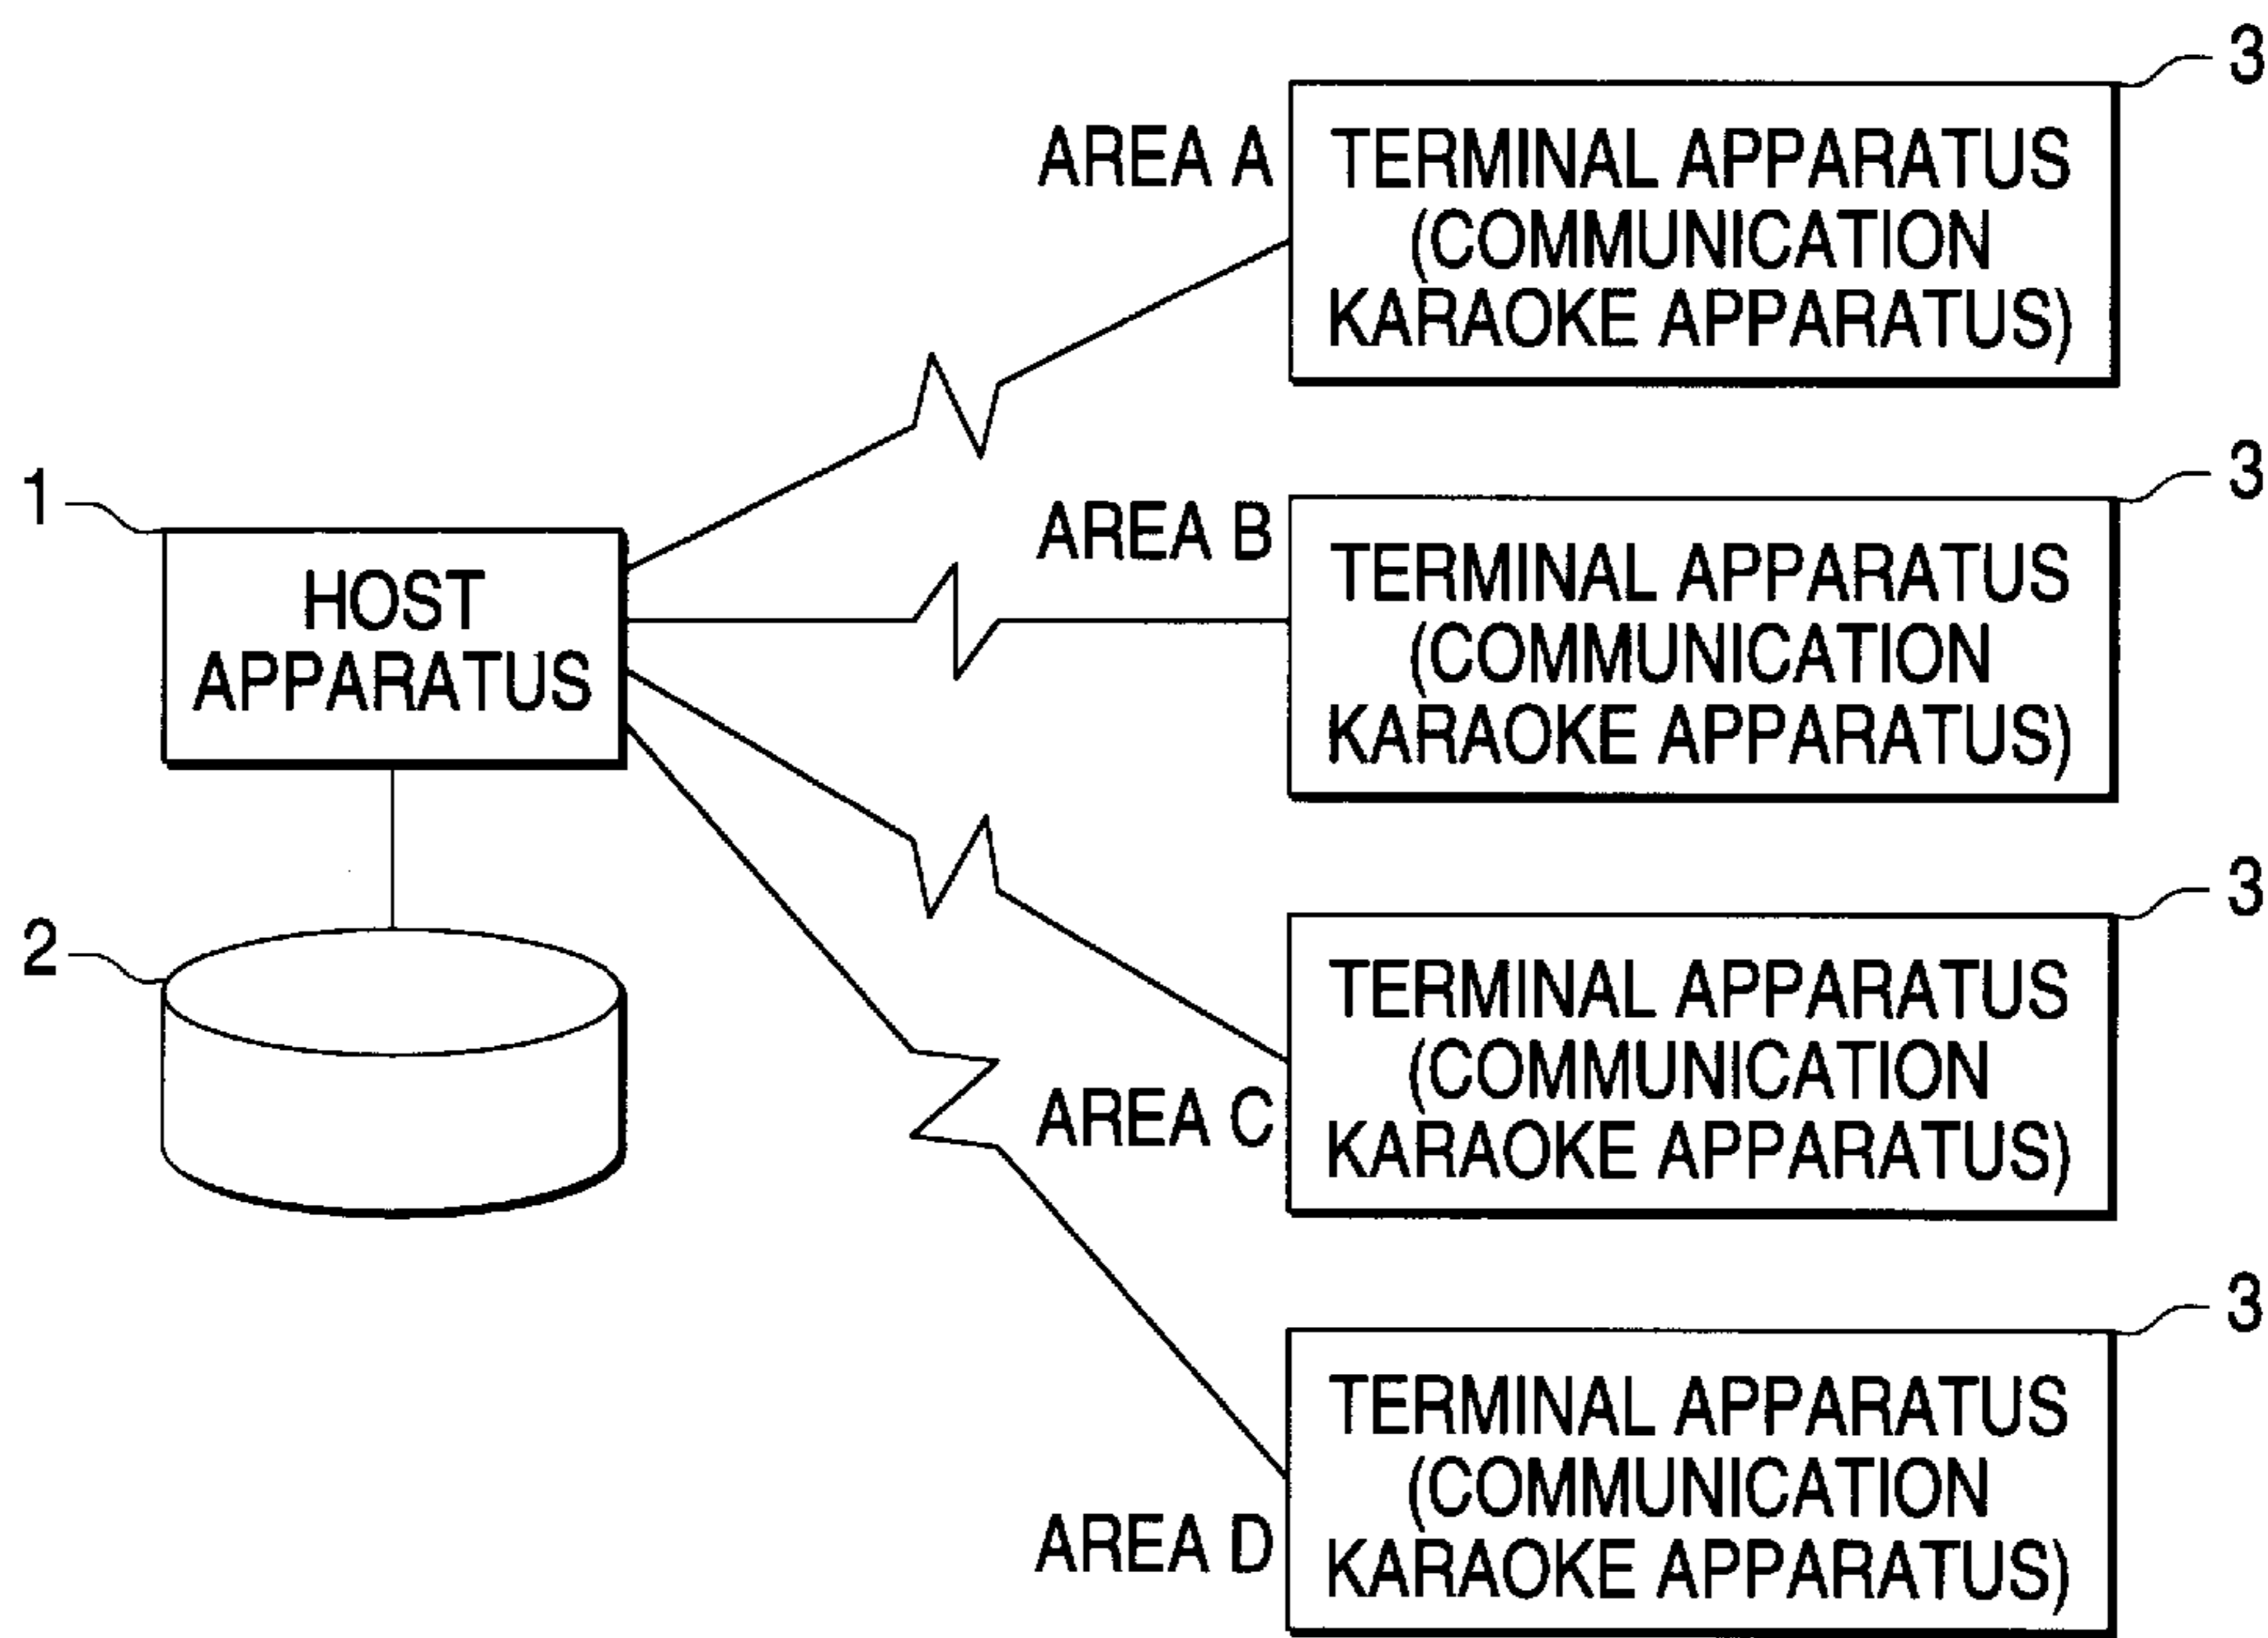 3
AREA A
TERMINAL APPARATUS
(COMMUNICATION
KARAOKE APPARATUS)
3
1
AREA B
TERMINAL APPARATUS
(COMMUNICATION
KARAOKE APPARATUS)
HOST
APPARATUS
3
2
AREA C
TERMINAL APPARATUS
(COMMUNICATION
KARAOKE APPARATUS)
3
AREA D
TERMINAL APPARATUS
(COMMUNICATION
KARAOKE APPARATUS)